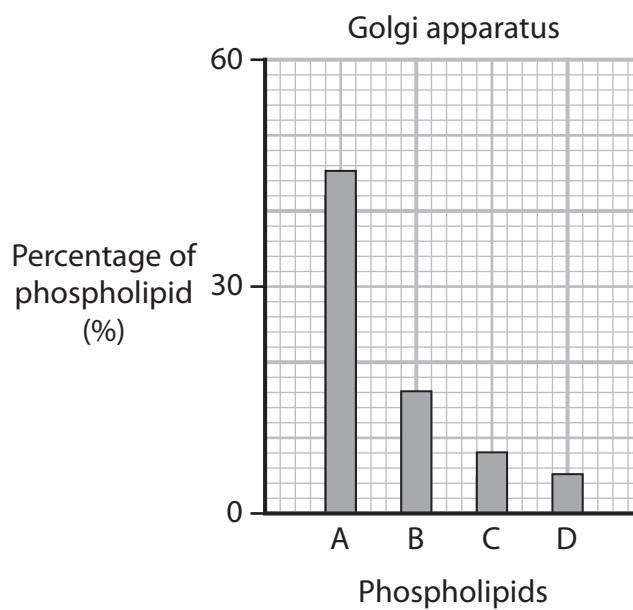 Golgi apparatus
60
Percentage of
phospholipid
(%)
30
0
A B C D
Phospholipids